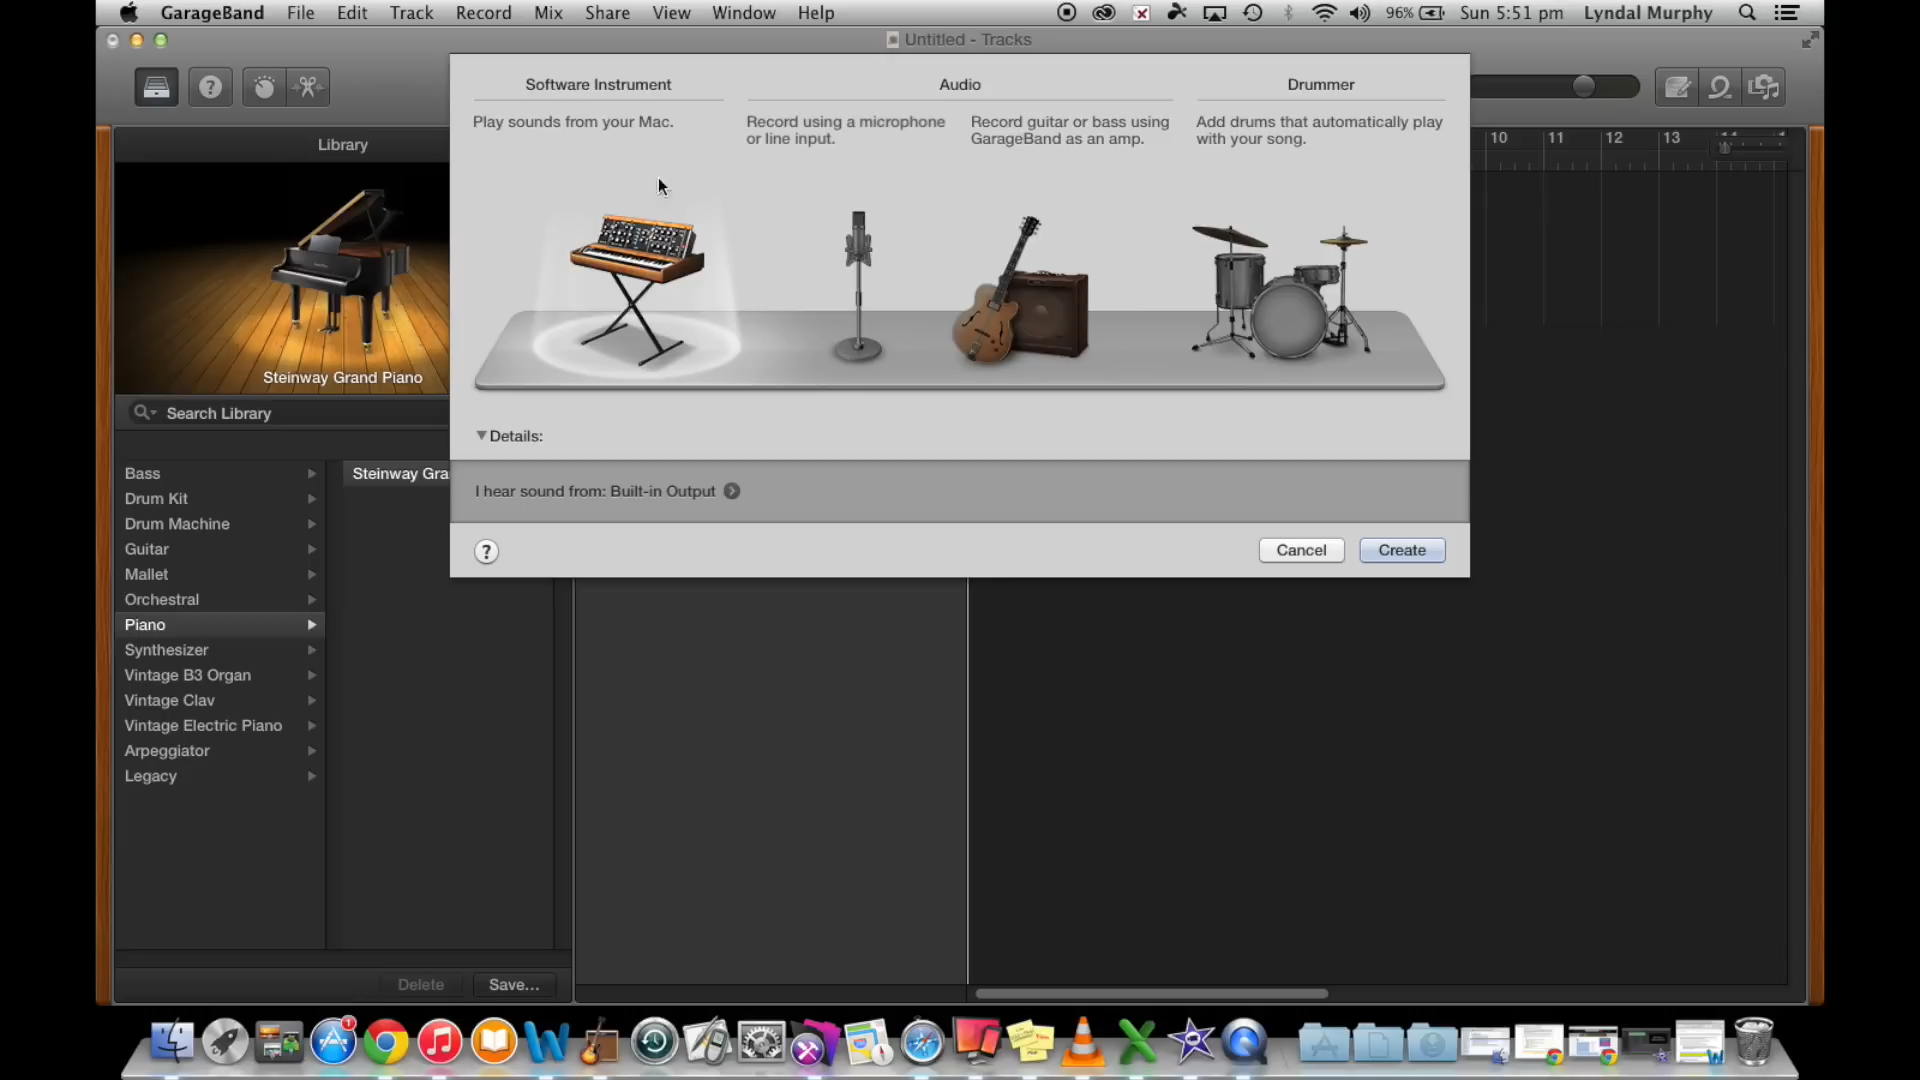 GarageBand File Edit Track Record Mix Share View Window Help 96% Sun 5:51 pm Lyndal Murphy
Untitled - Tracks
Software Instrument Audio Drummer
Play sounds from your Mac.
Record using a microphone
or line input.
Record guitar or bass using
GarageBand as an amp.
Add drums that automatically play
with your song.
10 11 12 13
Library
Steinway Grand Piano
Search Library
Details:
Bass
Steinway Gra
Drum Kit
Drum Machine
Guitar
Mallet
Orchestral
Piano
Synthesizer
Vintage B3 Organ
Vintage Clav
Vintage Electric Piano
Arpeggiator
Legacy
I hear sound from: Built-in Output
?
Cancel Create
Delete Save...
1